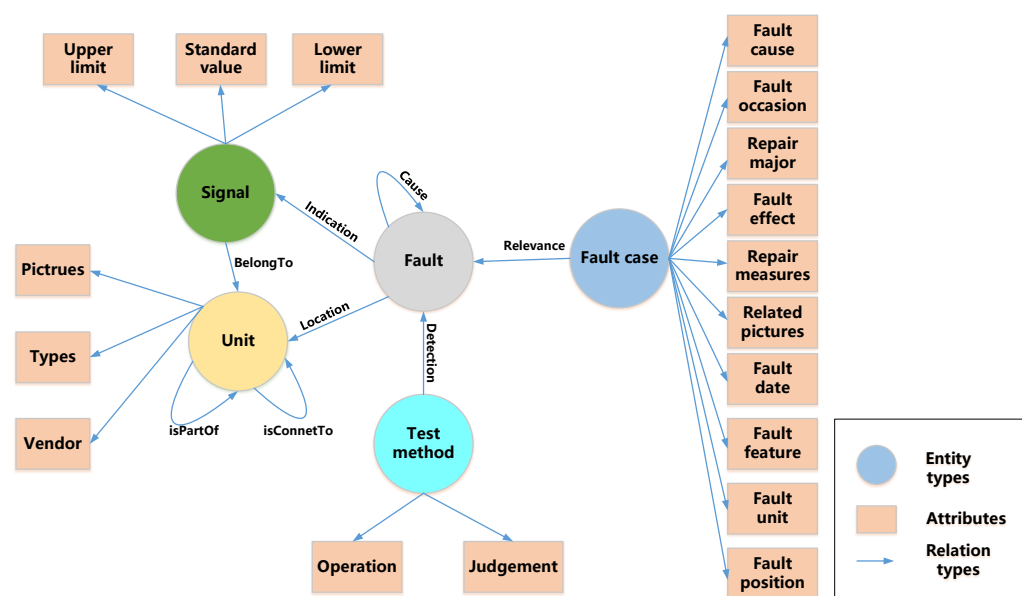 Upper
limit
Standard
value
Lower
limit
Signal
Indication
Cause
BelongTo
Pictrues
Types
Vendor
Unit
isPartOf
isConnetTo
Location
Fault
Relevance
Fault case
Detection
Test
method
Operation
Judgement
Fault
cause
Fault
occasion
Repair
major
Fault
effect
Repair
measures
Related
pictures
Fault
date
Fault
feature
Fault
unit
Fault
position
Entity
types
Attributes
Relation
types